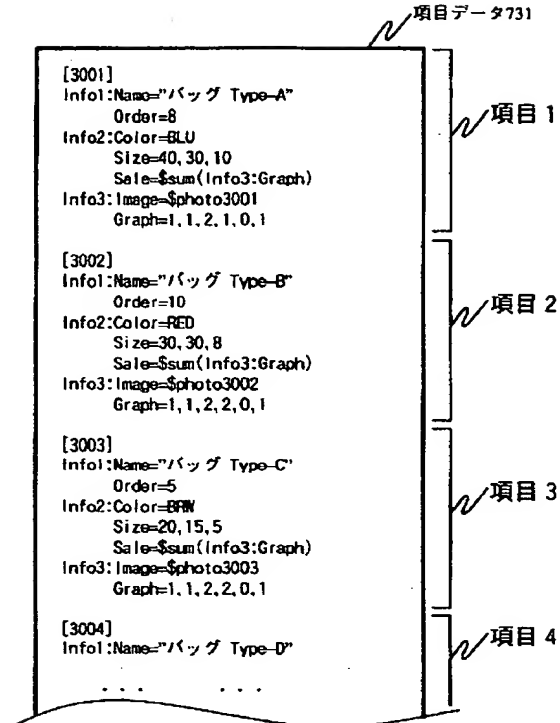 項目データ731
[3001]
Info1:Name="バッグ Type-A"
Order=8
Info2:Color=BLU
Size=40,30,10
Sale=$sum(Info3:Graph)
Info3:Image=$photo3001
Graph=1,1,2,1,0,1
項目1
[3002]
Info1:Name="バッグ Type-B"
Order=10
Info2:Color=RED
Size=30,30,8
Sale=$sum(Info3:Graph)
Info3:Image=$photo3002
Graph=1,1,2,2,0,1
項目2
[3003]
Info1:Name="バッグ Type-C"
Order=5
Info2:Color=BRW
Size=20,15,5
Sale=$sum(Info3:Graph)
Info3:Image=$photo3003
Graph=1,1,2,2,0,1
項目3
[3004]
Info1:Name="バッグ Type-D"
... ...
項目4